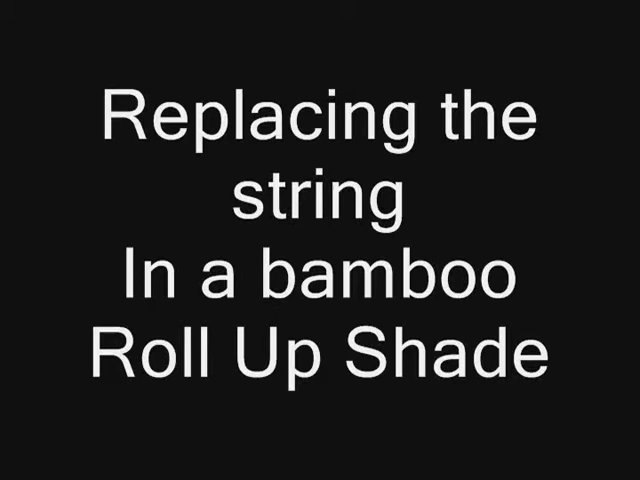 Replacing the
string
In a bamboo
Roll Up Shade